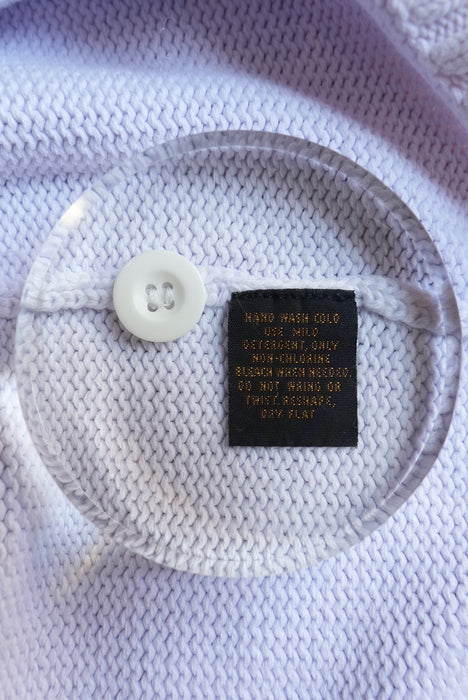 HAND WASH COLD
USE MILD
DETERGENT, ONLY
NON-CHLORINE
BLEACH WHEN NEEDED.
DO NOT WRING OR
TWIST. RESHAPE,
DRY FLAT